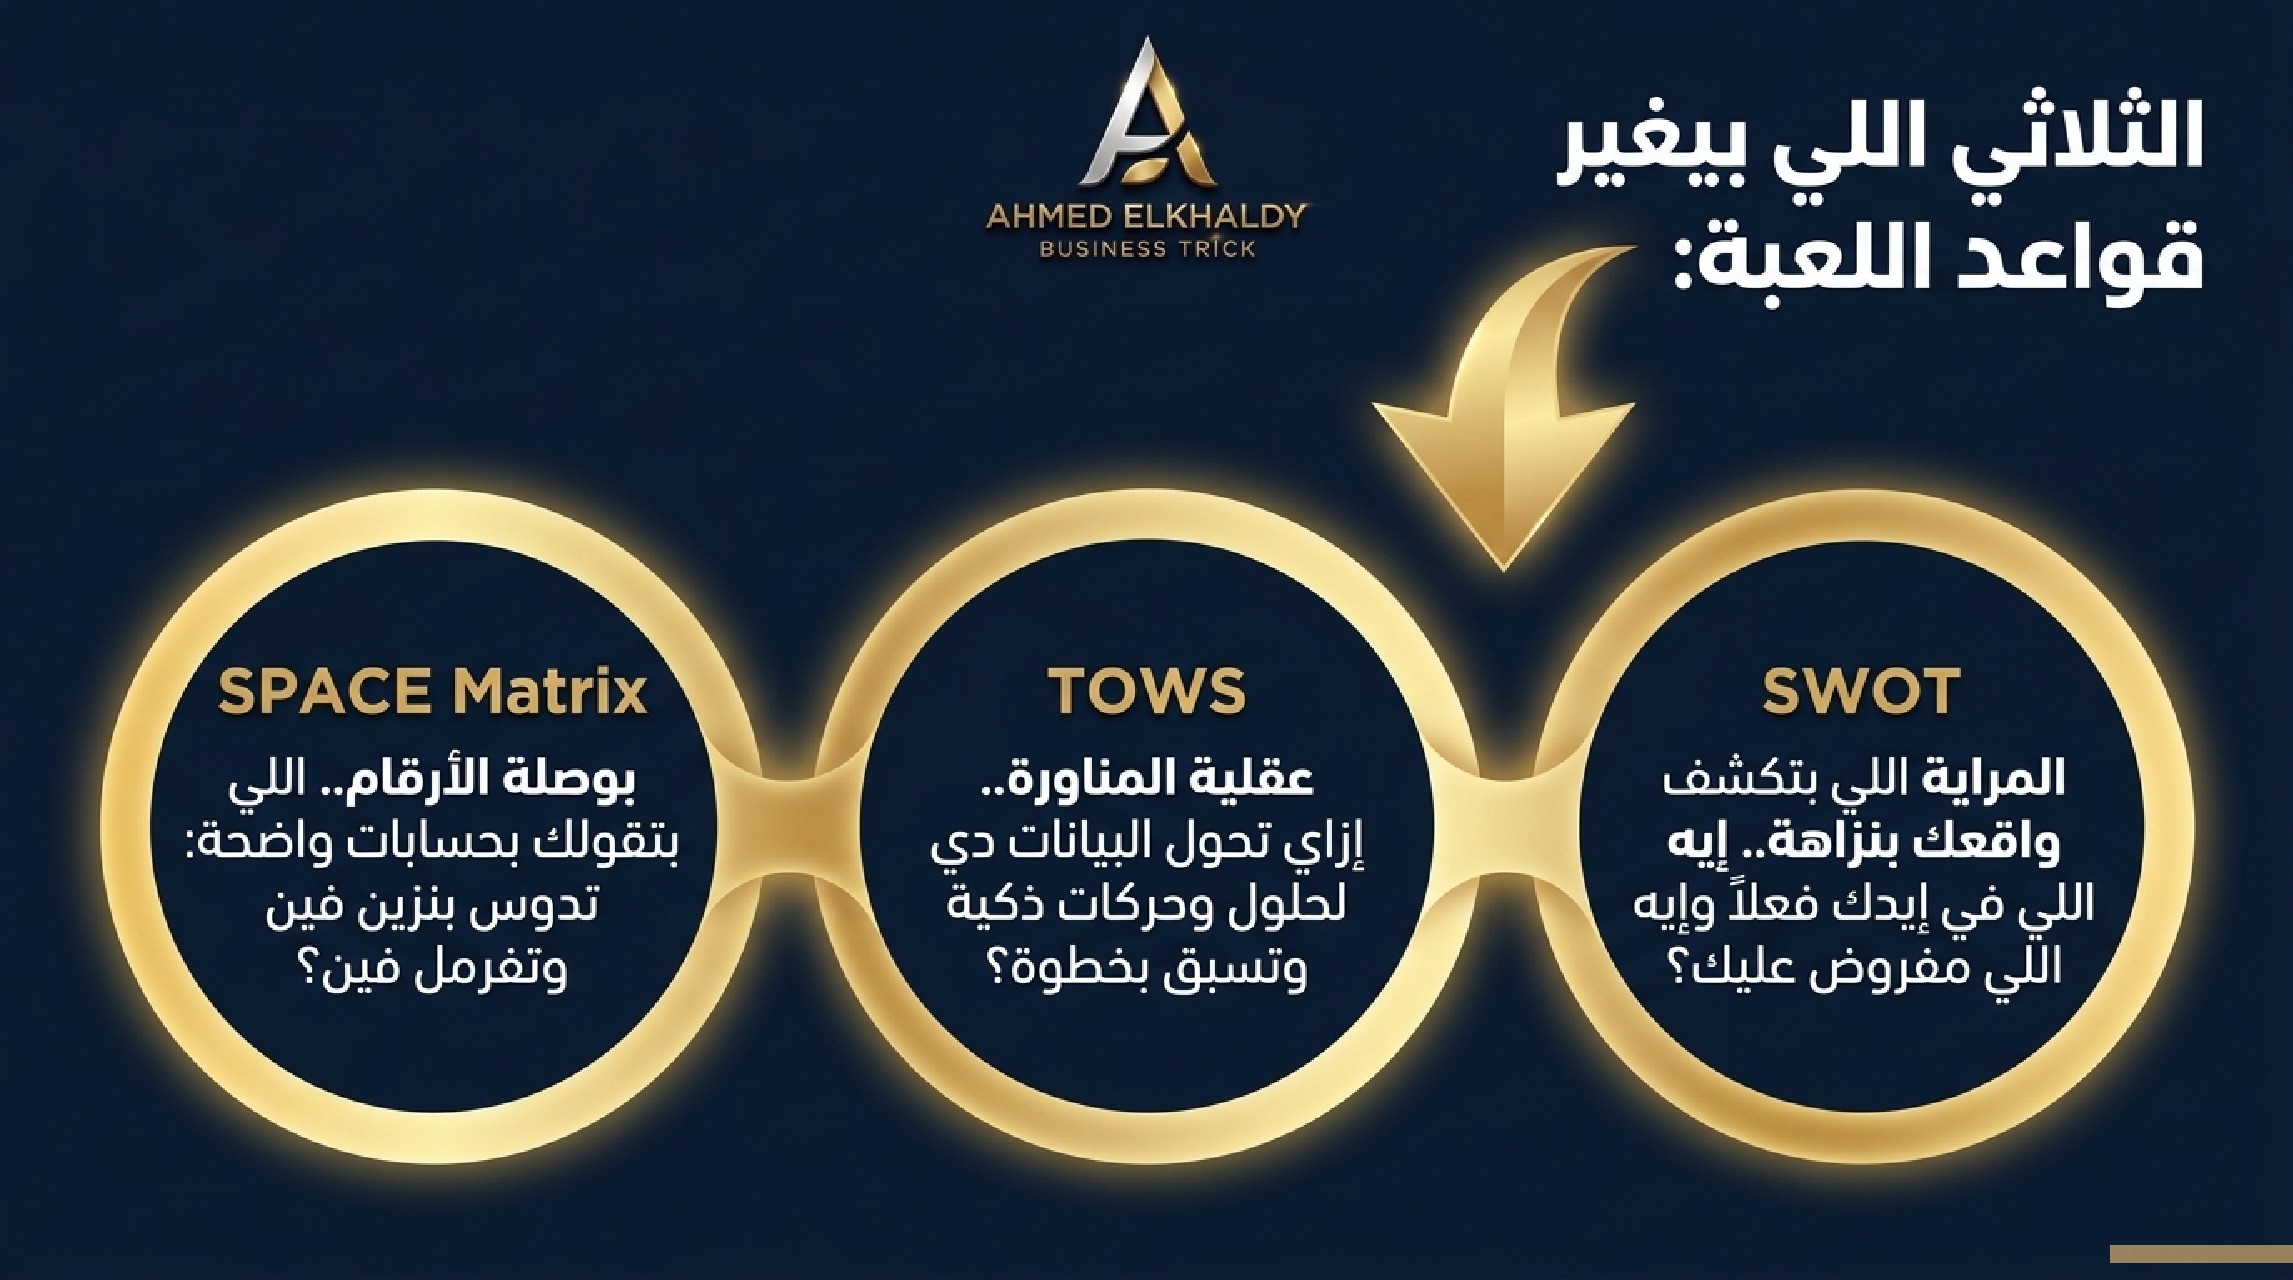 AHMED ELKHALDY
BUSINESS TRICK
الثلاثي اللي بيغير
قواعد اللعبة:
SWOT
المراية اللي بتكشف
واقعك بنزاهة.. إيه
اللي في إيدك فعلاً وإيه
اللي مفروض عليك؟
TOWS
عقلية المناورة..
إزاي تحول البيانات دي
لحلول وحركات ذكية
وتسبق بخطوة؟
SPACE Matrix
بوصلة الأرقام.. اللي
بتقولك بحسابات واضحة:
تدوس بنزين فين
وتفرمل فين؟